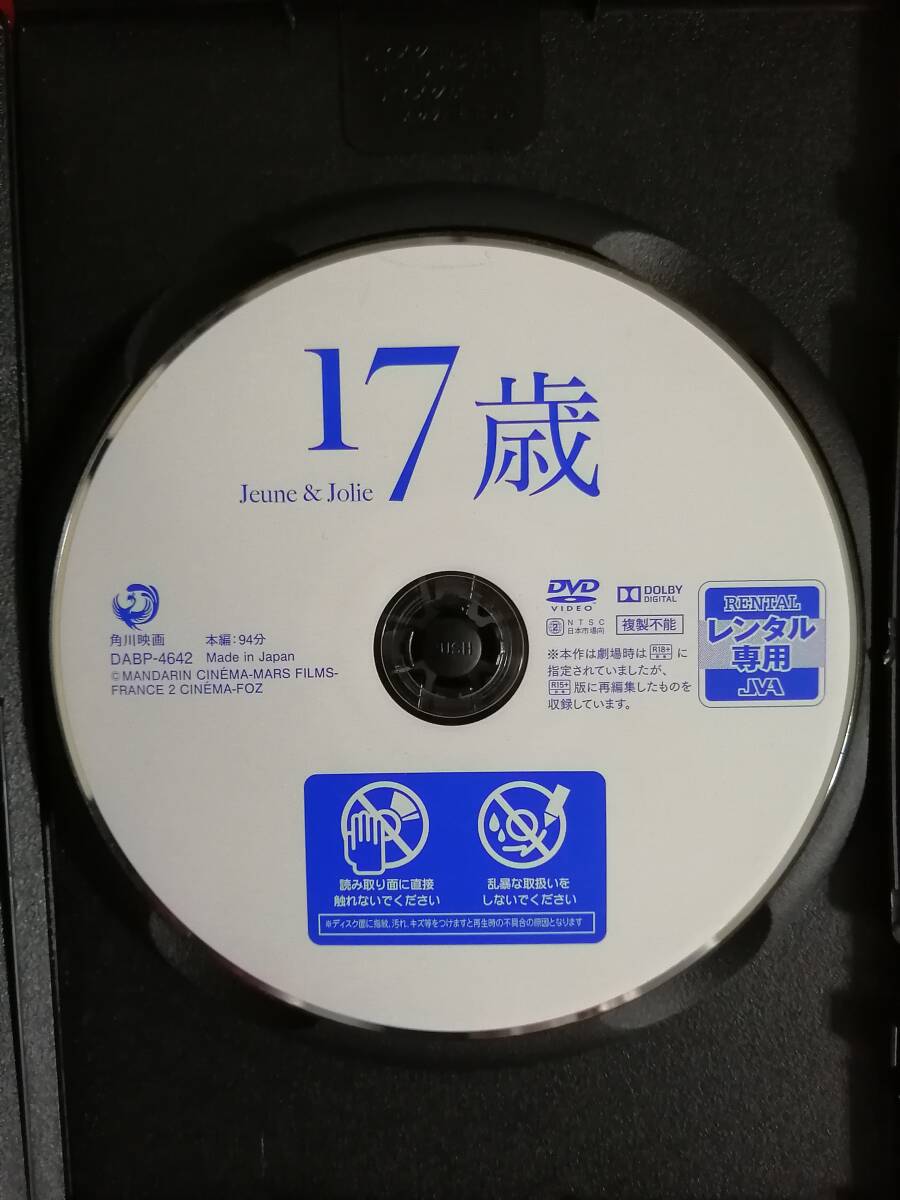 17歳
Jeune & Jolie
角川映画 本編:94分
DABP-4642 Made in Japan
©MANDARIN CINÉMA-MARS FILMS-
FRANCE 2 CINÉMA-FOZ
PUSH
DVD
VIDEO
DOLBY
DIGITAL
2 NTSC
日本市場向
複製不能
※本作は劇場時は R18+ に
指定されていましたが、
R15+ 版に再編集したものを
収録しています。
RENTAL
レンタル
専用
JVA
読み取り面に直接
触れないでください
乱暴な取扱いを
しないでください
※ディスク面に指紋、汚れ、キズ等をつけますと再生時の不具合の原因となります